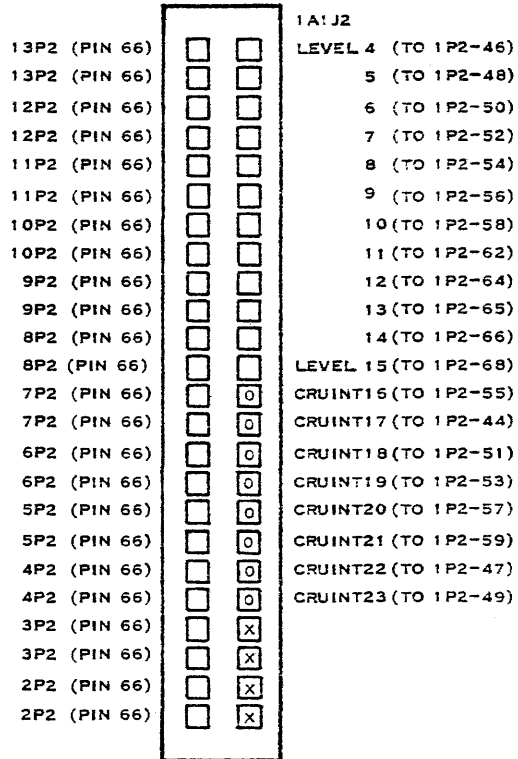 1A1J2
13P2 (PIN 66) LEVEL 4 (TO 1P2-46)
13P2 (PIN 66) 5 (TO 1P2-48)
12P2 (PIN 66) 6 (TO 1P2-50)
12P2 (PIN 66) 7 (TO 1P2-52)
11P2 (PIN 66) 8 (TO 1P2-54)
11P2 (PIN 66) 9 (TO 1P2-56)
10P2 (PIN 66) 10 (TO 1P2-58)
10P2 (PIN 66) 11 (TO 1P2-62)
9P2 (PIN 66) 12 (TO 1P2-64)
9P2 (PIN 66) 13 (TO 1P2-65)
8P2 (PIN 66) 14 (TO 1P2-66)
8P2 (PIN 66) LEVEL 15 (TO 1P2-68)
7P2 (PIN 66) O CRUINT16 (TO 1P2-55)
7P2 (PIN 66) O CRUINT17 (TO 1P2-44)
6P2 (PIN 66) O CRUINT18 (TO 1P2-51)
6P2 (PIN 66) O CRUINT19 (TO 1P2-53)
5P2 (PIN 66) O CRUINT20 (TO 1P2-57)
5P2 (PIN 66) O CRUINT21 (TO 1P2-59)
4P2 (PIN 66) O CRUINT22 (TO 1P2-47)
4P2 (PIN 66) O CRUINT23 (TO 1P2-49)
3P2 (PIN 66) X
3P2 (PIN 66) X
2P2 (PIN 66) X
2P2 (PIN 66) X